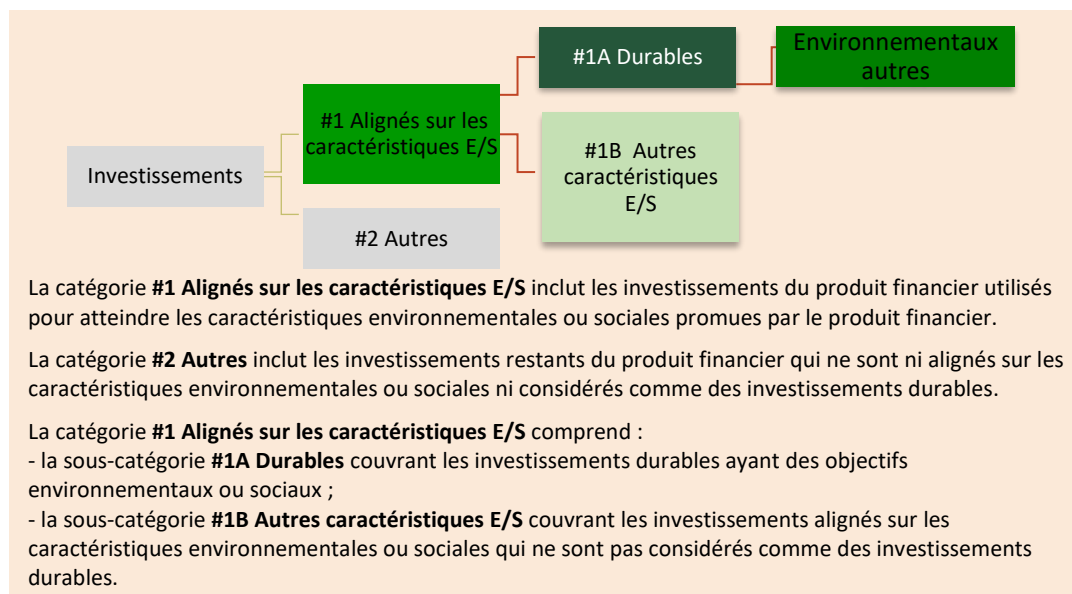 Environnementaux
autres
#1A Durables
#1 Alignés sur les
caractéristiques E/S
#1B Autres
caractéristiques
E/S
Investissements
#2 Autres
La catégorie #1 Alignés sur les caractéristiques E/S inclut les investissements du produit financier utilisés
pour atteindre les caractéristiques environnementales ou sociales promues par le produit financier.
La catégorie #2 Autres inclut les investissements restants du produit financier qui ne sont ni alignés sur les
caractéristiques environnementales ou sociales ni considérés comme des investissements durables.
La catégorie #1 Alignés sur les caractéristiques E/S comprend :
- la sous-catégorie #1A Durables couvrant les investissements durables ayant des objectifs
environnementaux ou sociaux ;
- la sous-catégorie #1B Autres caractéristiques E/S couvrant les investissements alignés sur les
caractéristiques environnementales ou sociales qui ne sont pas considérés comme des investissements
durables.